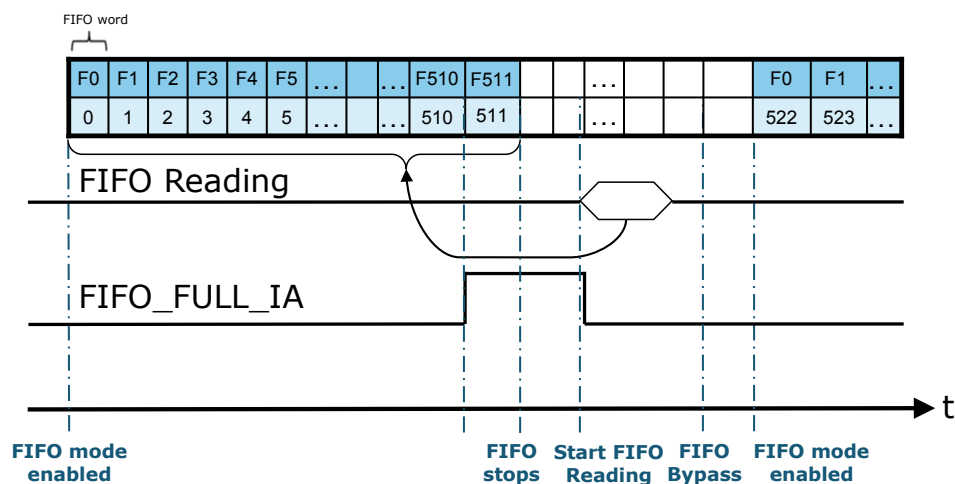 FIFO word
F0 F1 F2 F3 F4 F5 ... ... F510 F511 ... F0 F1 ...
0 1 2 3 4 5 ... ... 510 511 ... 522 523 ...
FIFO Reading
FIFO_FULL_IA
t
FIFO mode
enabled
FIFO
stops
Start FIFO
Reading
FIFO
Bypass
FIFO mode
enabled